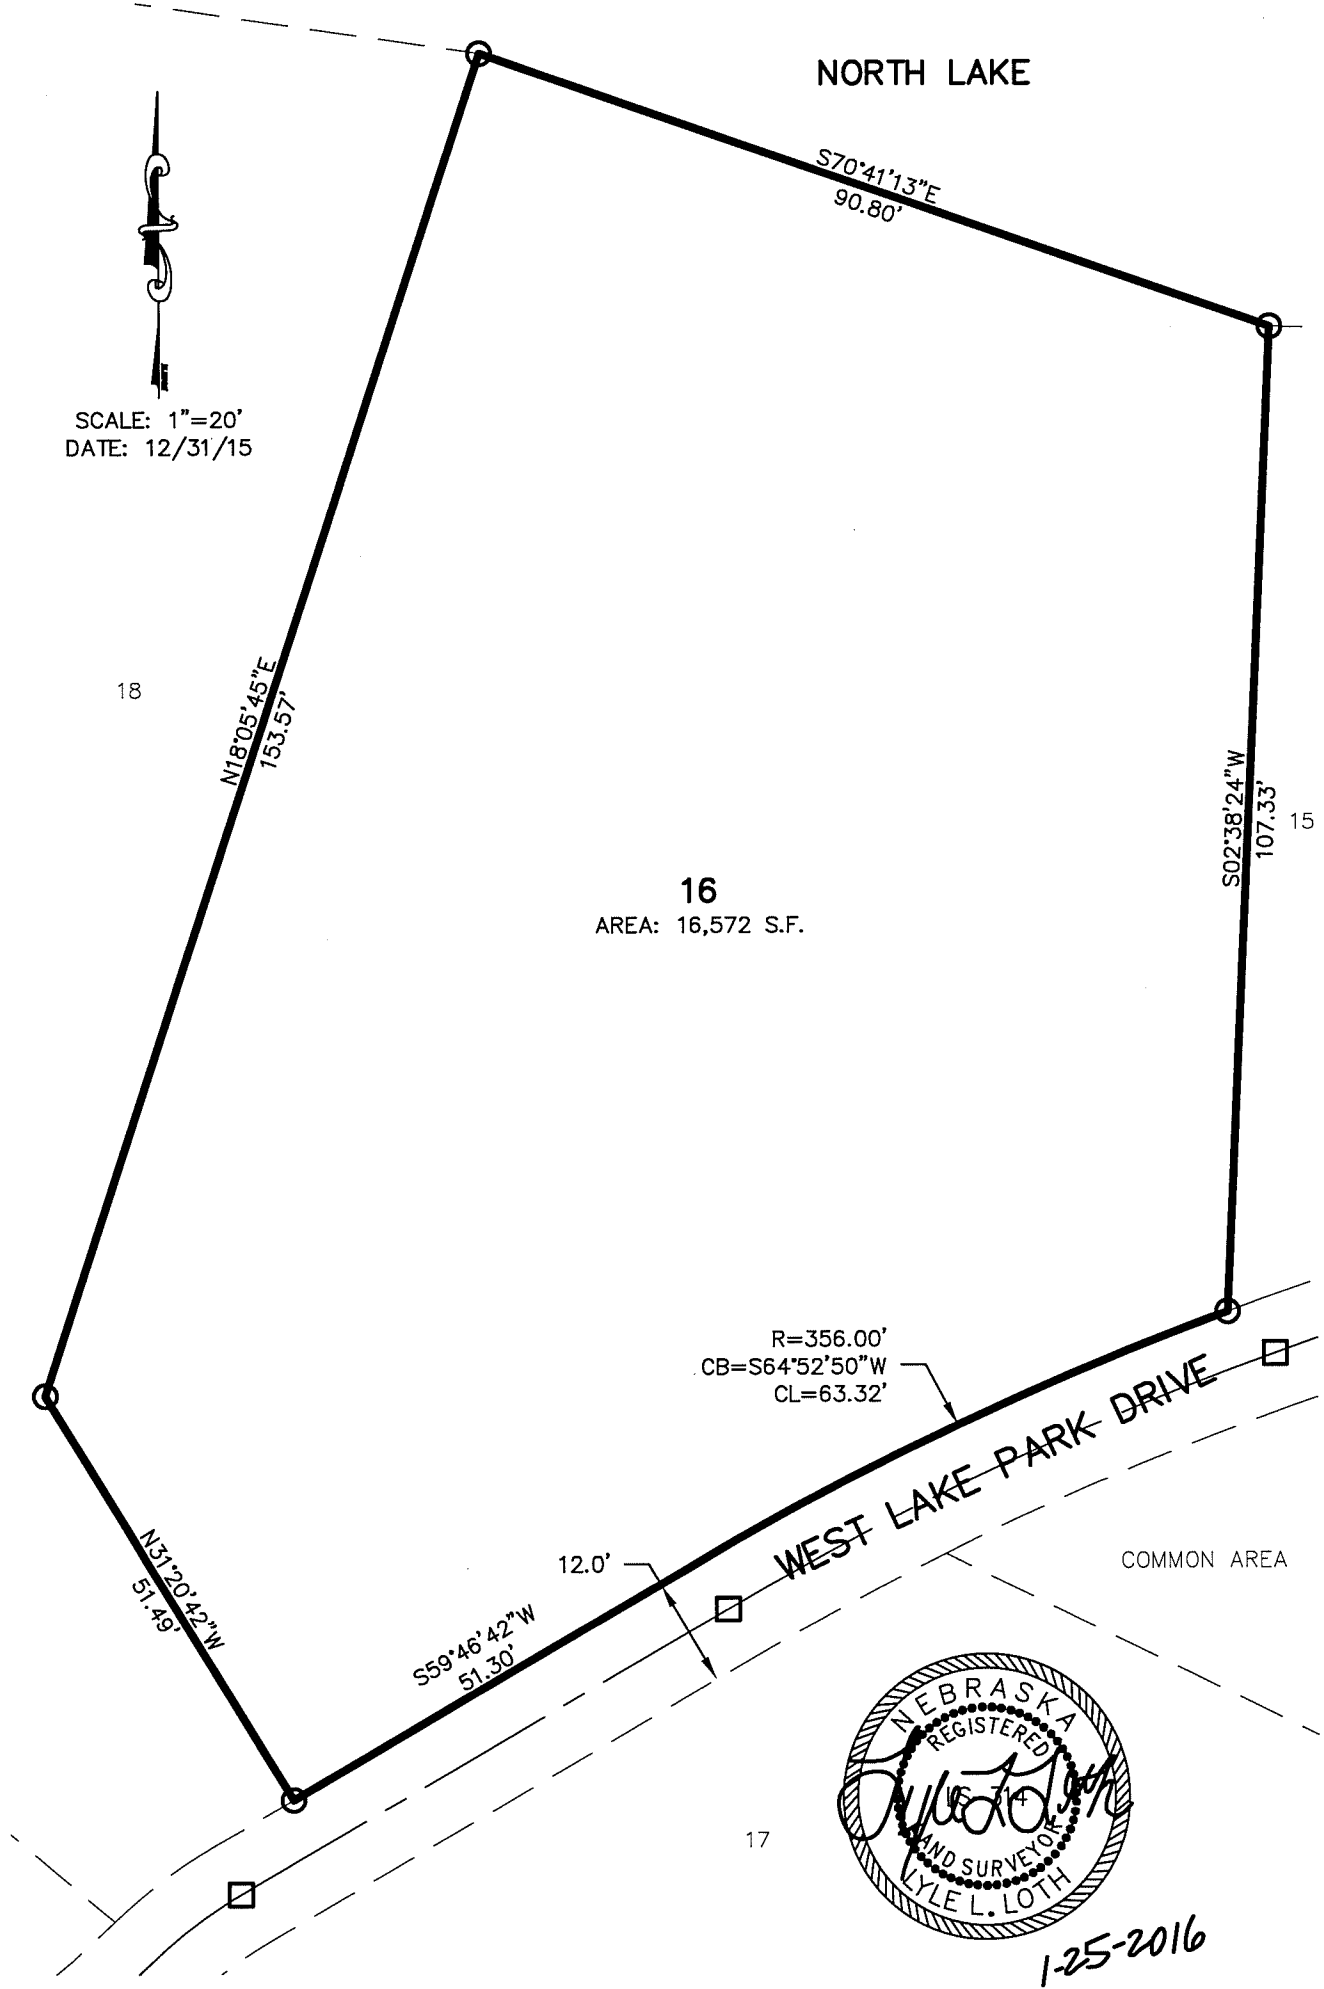 NORTH LAKE
S70°41'13"E
90.80'
SCALE: 1"=20'
DATE: 12/31/15
18
N18°05'45"E
153.57'
S02°38'24"W
107.33'
15
16
AREA: 16,572 S.F.
R=356.00'
CB=S64°52'50"W
CL=63.32'
WEST LAKE PARK DRIVE
12.0'
COMMON AREA
N31°20'42"W
51.49'
S59°46'42"W
51.30'
17
NEBRASKA
REGISTERED
LS 314
LAND SURVEYOR
LYLE L. LOTH
1-25-2016